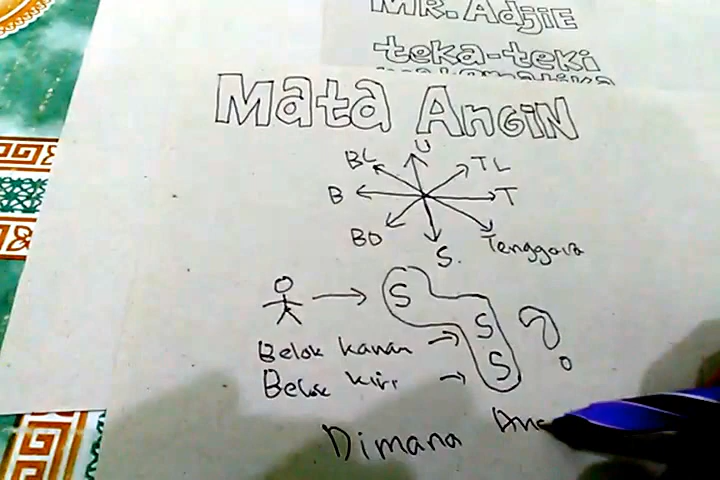 MR. Adjie
teka-teki
Mata Angin
U
BL TL
B T
BD Tenggara
S.
S
S
Belok kanan
S
Belok kiri
Dimana